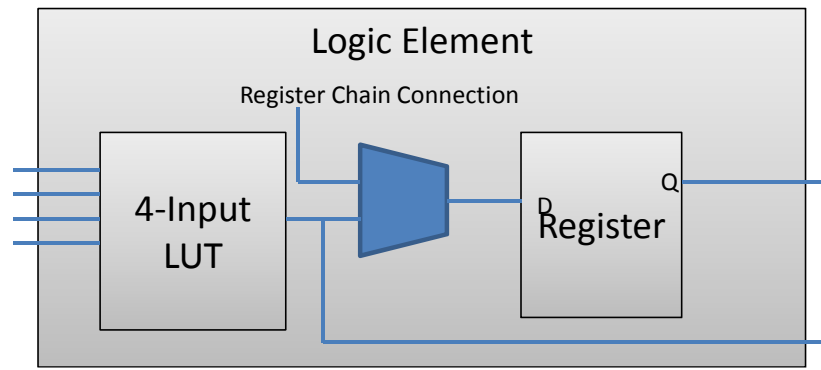 Logic Element
Register Chain Connection
4-Input
LUT
D
Register
Q